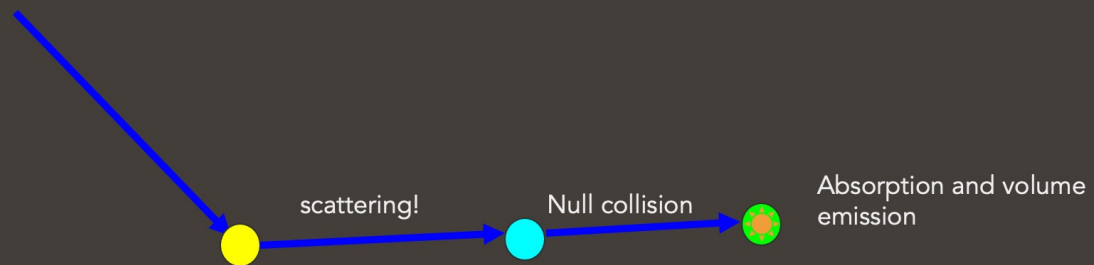 scattering!
Null collision
Absorption and volume
emission